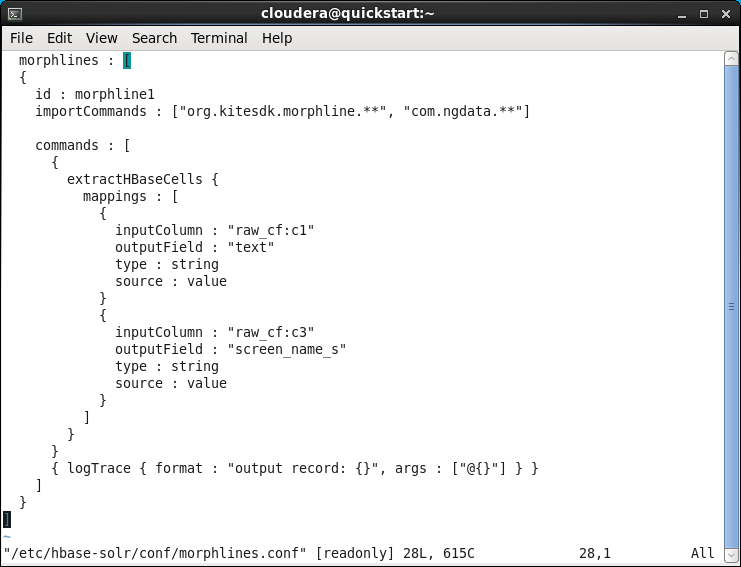 cloudera@quickstart:~
File Edit View Search Terminal Help
  morphlines : [
  {
    id : morphline1
    importCommands : ["org.kitesdk.morphline.**", "com.ngdata.**"]

    commands : [
      {
        extractHBaseCells {
          mappings : [
            {
              inputColumn : "raw_cf:c1"
              outputField : "text"
              type : string
              source : value
            }
            {
              inputColumn : "raw_cf:c3"
              outputField : "screen_name_s"
              type : string
              source : value
            }
          ]
        }
      }
      { logTrace { format : "output record: {}", args : ["@{}"] } }
    ]
  }
]
~
"/etc/hbase-solr/conf/morphlines.conf" [readonly] 28L, 615C 28,1 All